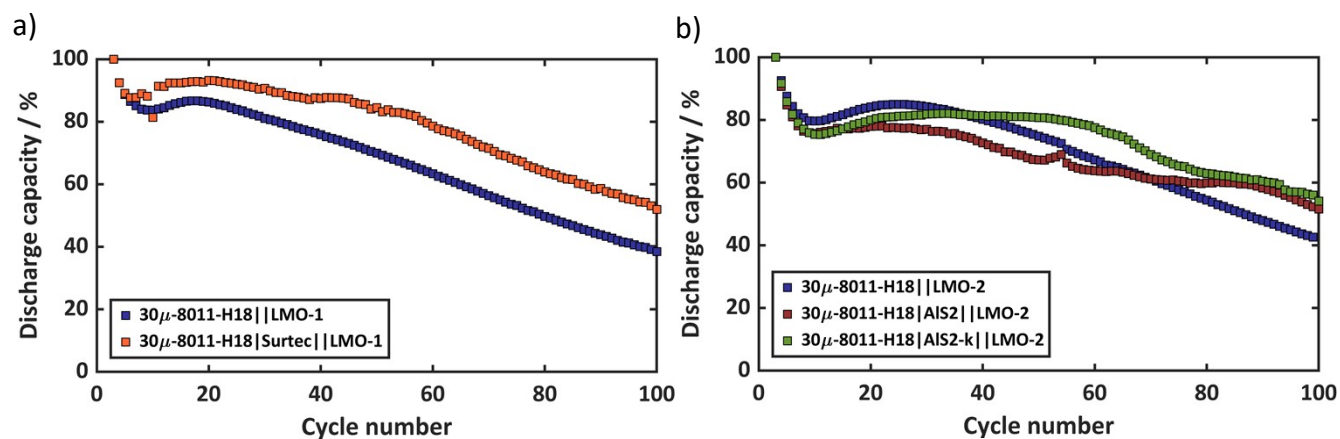 a)
Discharge capacity / %
100
80
60
40
20
0
30μ-8011-H18||LMO-1
30μ-8011-H18|Surtec||LMO-1
0 20 40 60 80 100
Cycle number
b)
Discharge capacity / %
100
80
60
40
20
0
30μ-8011-H18||LMO-2
30μ-8011-H18|AlS2||LMO-2
30μ-8011-H18|AlS2-k||LMO-2
0 20 40 60 80 100
Cycle number